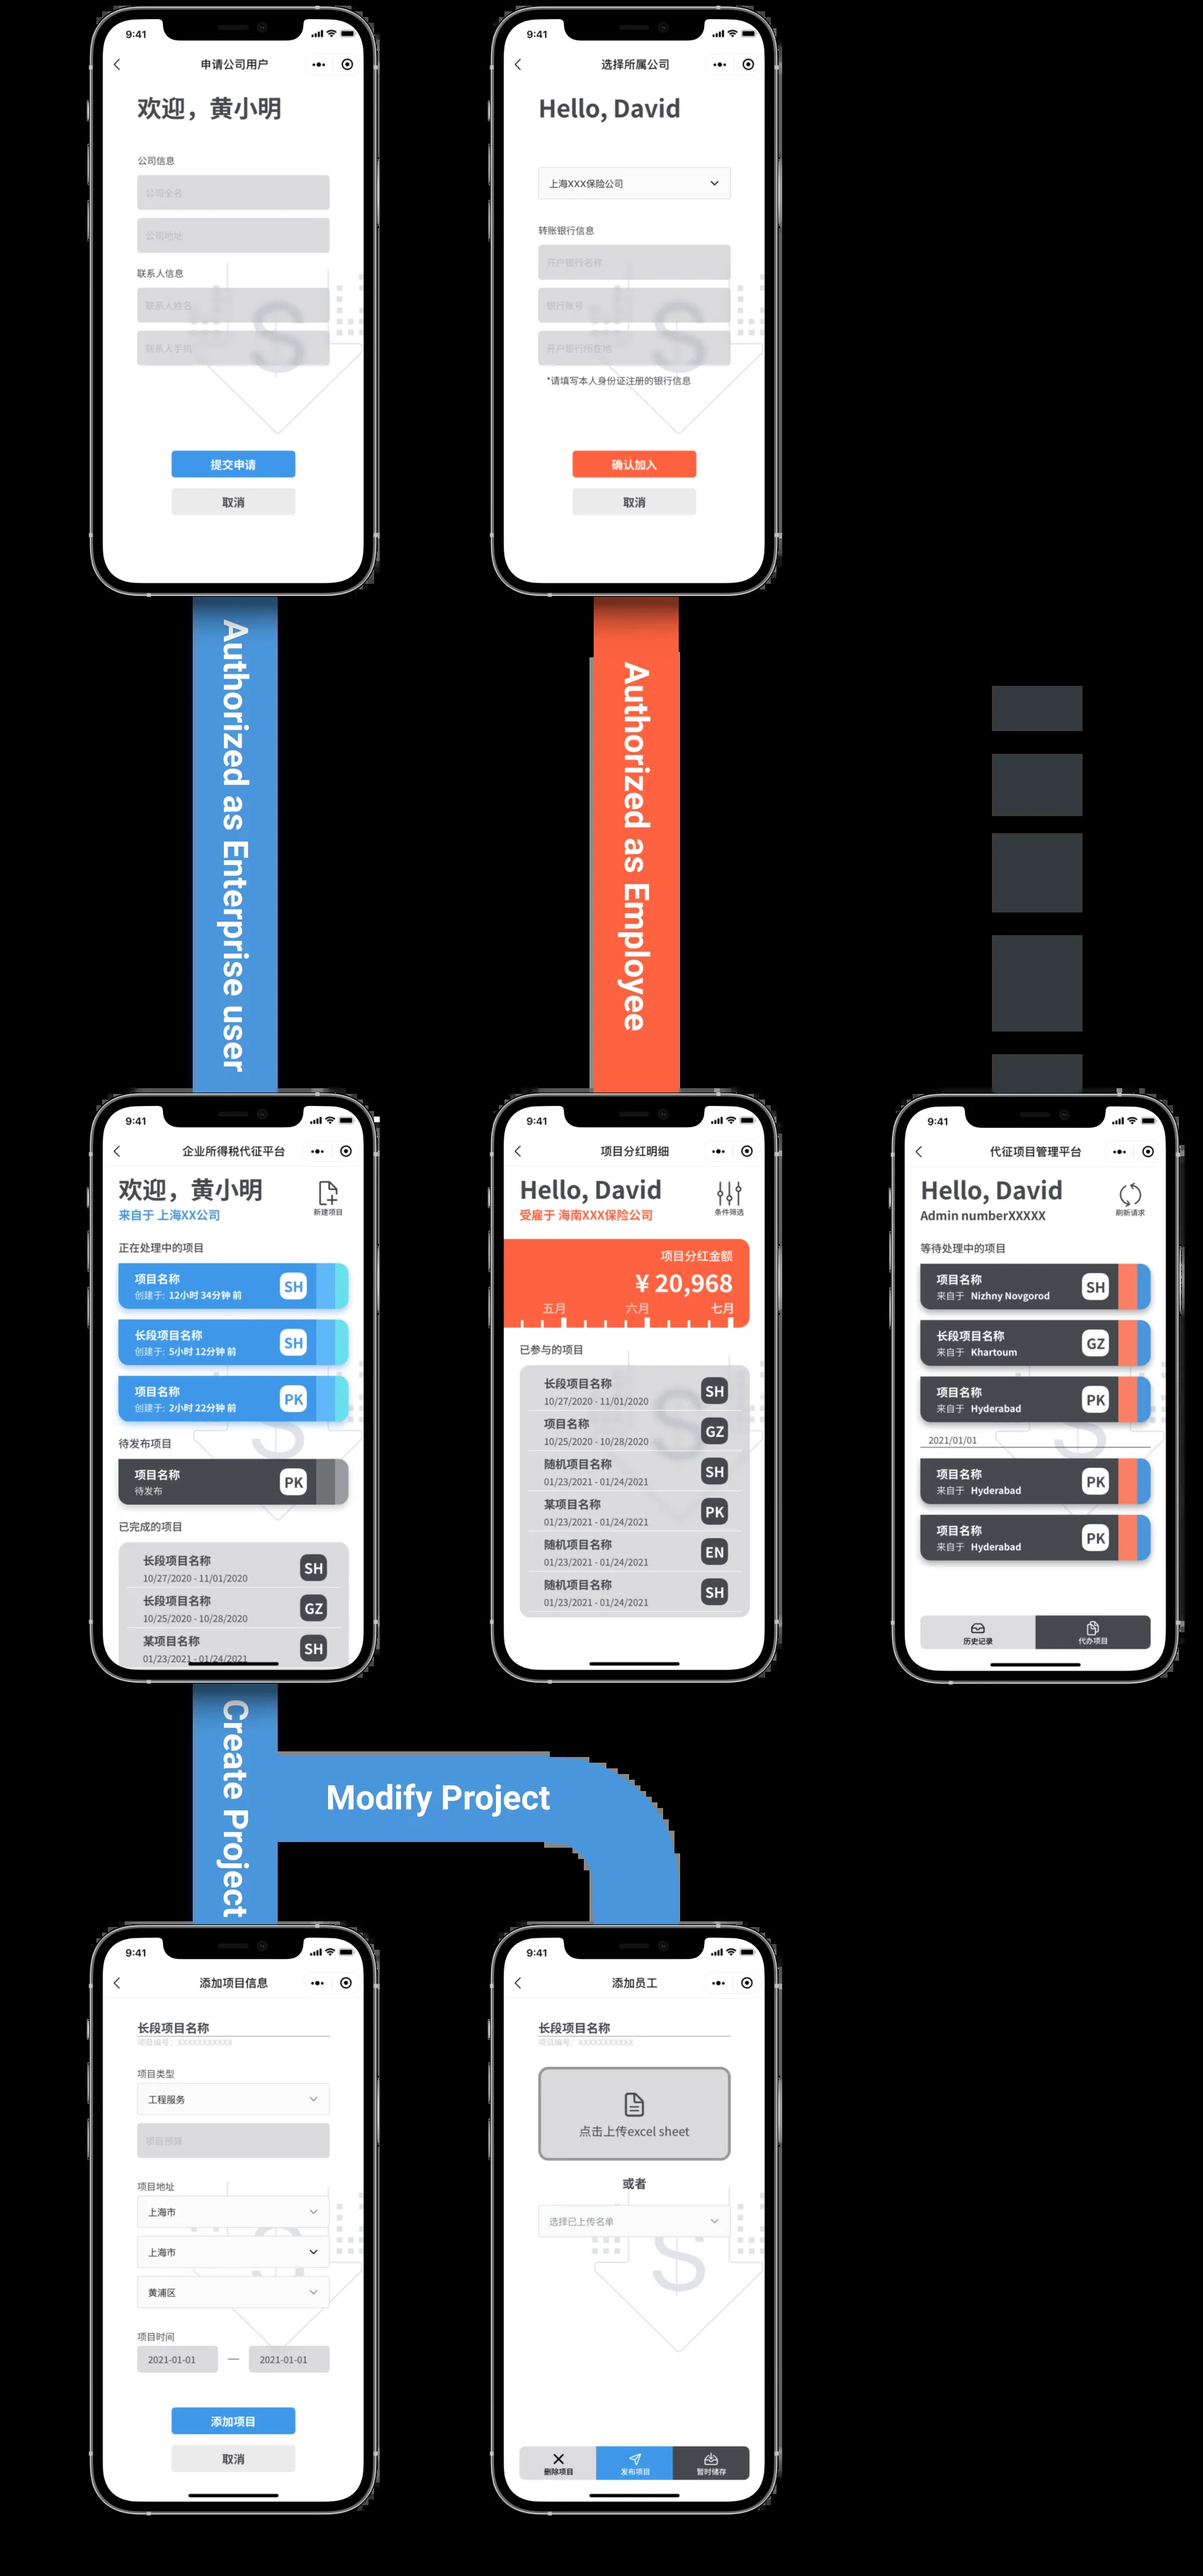 9:41
申请公司用户
欢迎，黄小明
公司信息
公司全名
公司地址
联系人信息
联系人姓名
联系人手机
提交申请
取消
9:41
选择所属公司
Hello, David
上海XXX保险公司
转账银行信息
开户银行名称
银行账号
开户银行所在地
*请填写本人身份证注册的银行信息
确认加入
取消
Authorized as Enterprise user
Authorized as Employee
9:41
企业所得税代征平台
欢迎，黄小明
来自于 上海XX公司
新建项目
正在处理中的项目
项目名称
SH
创建于: 12小时 34分钟 前
长段项目名称
SH
创建于: 5小时 12分钟 前
项目名称
PK
创建于: 2小时 22分钟 前
待发布项目
项目名称
PK
待发布
已完成的项目
长段项目名称
SH
10/27/2020 - 11/01/2020
长段项目名称
GZ
10/25/2020 - 10/28/2020
某项目名称
SH
01/23/2021 - 01/24/2021
9:41
项目分红明细
Hello, David
受雇于 海南XXX保险公司
条件筛选
项目分红金额
¥ 20,968
五月 六月 七月
已参与的项目
长段项目名称
SH
10/27/2020 - 11/01/2020
项目名称
GZ
10/25/2020 - 10/28/2020
随机项目名称
SH
01/23/2021 - 01/24/2021
某项目名称
PK
01/23/2021 - 01/24/2021
随机项目名称
EN
01/23/2021 - 01/24/2021
随机项目名称
SH
01/23/2021 - 01/24/2021
9:41
代征项目管理平台
Hello, David
Admin numberXXXXX
刷新请求
等待处理中的项目
项目名称
SH
来自于 Nizhny Novgorod
长段项目名称
GZ
来自于 Khartoum
项目名称
PK
来自于 Hyderabad
2021/01/01
项目名称
PK
来自于 Hyderabad
项目名称
PK
来自于 Hyderabad
历史记录
代办项目
Create Project
Modify Project
9:41
添加项目信息
长段项目名称
项目编号: XXXXXXXXXXX
项目类型
工程服务
项目预算
项目地址
上海市
上海市
黄浦区
项目时间
2021-01-01 — 2021-01-01
添加项目
取消
9:41
添加员工
长段项目名称
项目编号: XXXXXXXXXXX
点击上传excel sheet
或者
选择已上传名单
删除项目
发布项目
暂时储存